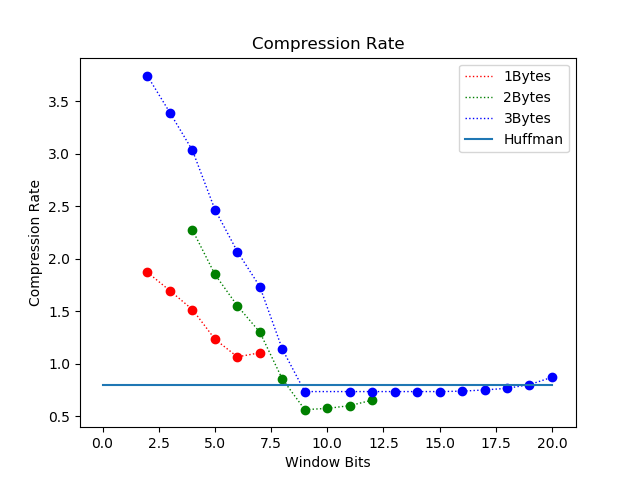 Compression Rate
1Bytes
2Bytes
3Bytes
Huffman
Compression Rate
3.5
3.0
2.5
2.0
1.5
1.0
0.5
0.0 2.5 5.0 7.5 10.0 12.5 15.0 17.5 20.0
Window Bits